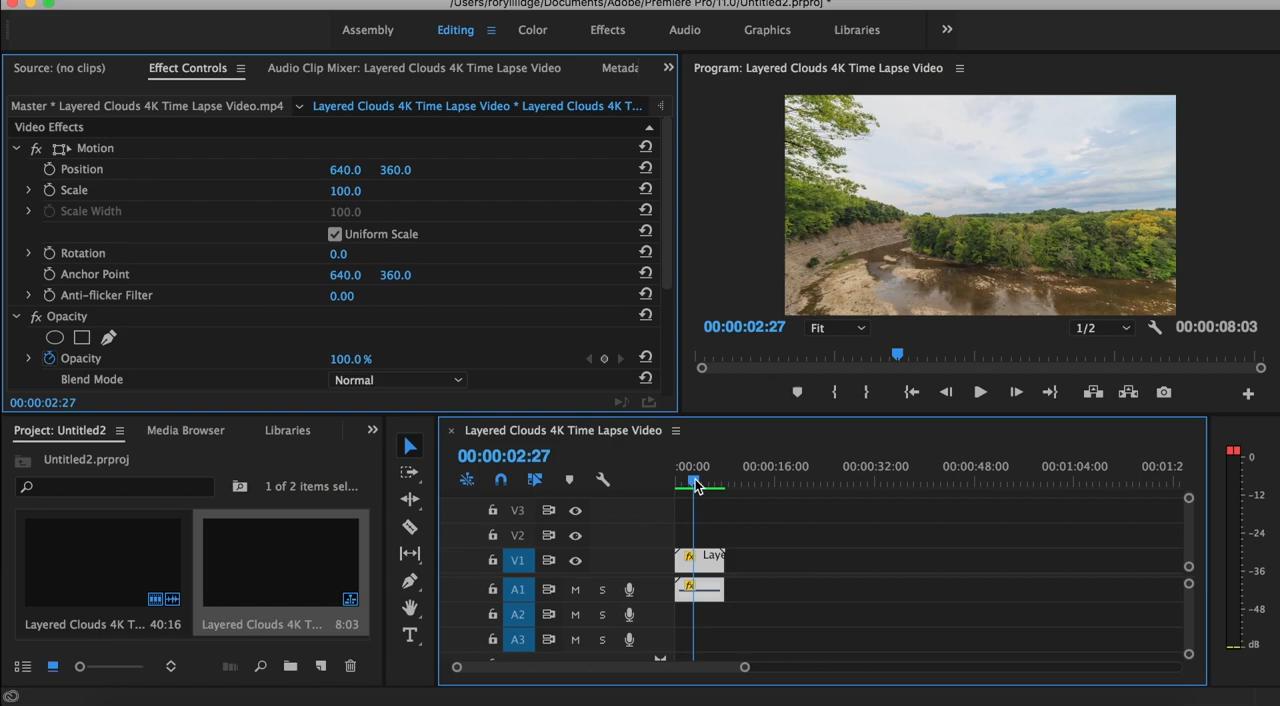 /Users/roryillidge/Documents/Adobe/Premiere Pro/11.0/Untitled2.prproj *
Assembly Editing Color Effects Audio Graphics Libraries
Source: (no clips) Effect Controls Audio Clip Mixer: Layered Clouds 4K Time Lapse Video Metada
Program: Layered Clouds 4K Time Lapse Video
Master * Layered Clouds 4K Time Lapse Video.mp4 Layered Clouds 4K Time Lapse Video * Layered Clouds 4K T...
Video Effects
fx Motion
Position 640.0 360.0
Scale 100.0
Scale Width 100.0
Uniform Scale
Rotation 0.0
Anchor Point 640.0 360.0
Anti-flicker Filter 0.00
fx Opacity
Opacity 100.0 %
Blend Mode Normal
00:00:02:27
00:00:02:27 Fit 1/2 00:00:08:03
Project: Untitled2 Media Browser Libraries
Untitled2.prproj
1 of 2 items sel...
Layered Clouds 4K T... 40:16
Layered Clouds 4K T... 8:03
T
Layered Clouds 4K Time Lapse Video
00:00:02:27
:00:00 00:00:16:00 00:00:32:00 00:00:48:00 00:01:04:00 00:01:2
V3
V2
V1 fx Laye
A1 M S fx
A2 M S
A3 M S
0
-12
-24
-36
-48
dB